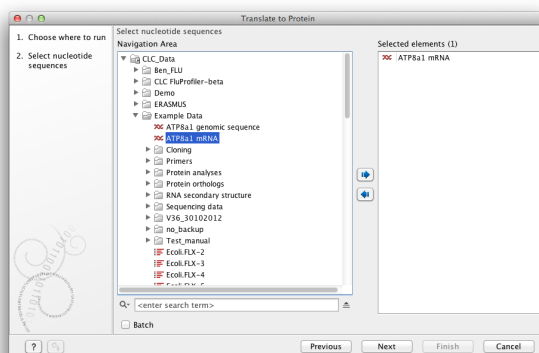 Translate to Protein
1. Choose where to run
2. Select nucleotide
sequences
Select nucleotide sequences
Navigation Area
CLC_Data
Ben_FLU
CLC FluProfiler-beta
Demo
ERASMUS
Example Data
ATP8a1 genomic sequence
ATP8a1 mRNA
Cloning
Primers
Protein analyses
Protein orthologs
RNA secondary structure
Sequencing data
V36_30102012
no_backup
Test_manual
Ecoli.FLX-2
Ecoli.FLX-3
Ecoli.FLX-4
<enter search term>
Batch
Selected elements (1)
ATP8a1 mRNA
?
Previous
Next
Finish
Cancel